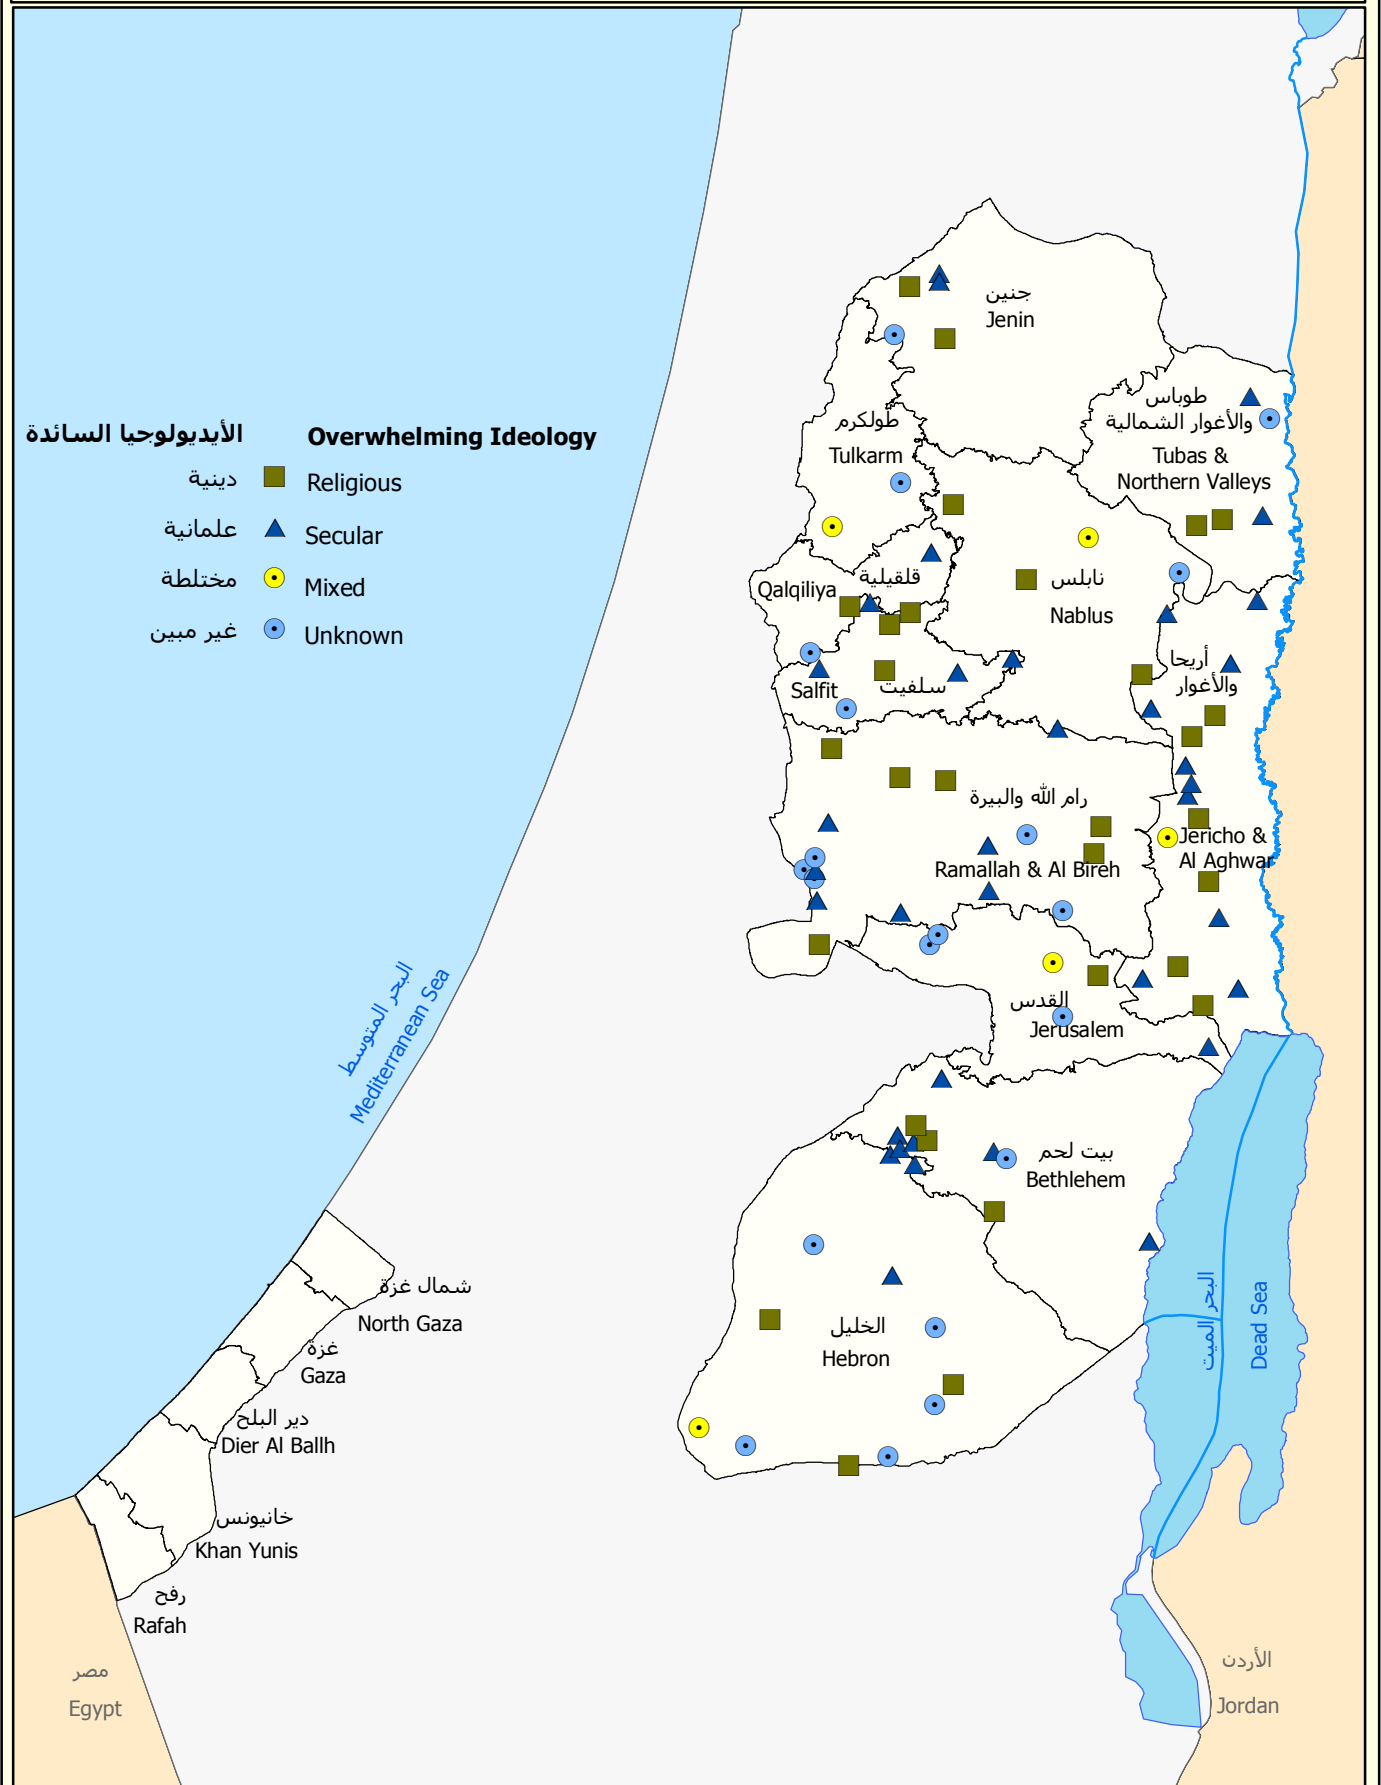 جنين
Jenin
طوباس
والأغوار الشمالية
Tubas &
Northern Valleys
طولكرم
Tulkarm
الأيديولوجيا السائدة
Overwhelming Ideology
دينية
Religious
علمانية
Secular
مختلطة
Mixed
غير مبين
Unknown
قلقيلية
Qalqiliya
نابلس
Nablus
أريحا
والأغوار
سلفيت
Salfit
رام الله والبيرة
Ramallah & Al Bireh
Jericho &
Al Aghwar
القدس
Jerusalem
البحر المتوسط
Mediterranean Sea
بيت لحم
Bethlehem
البحر الميت
Dead Sea
الخليل
Hebron
شمال غزة
North Gaza
غزة
Gaza
دير البلح
Dier Al Ballh
خانيونس
Khan Yunis
رفح
Rafah
مصر
Egypt
الأردن
Jordan